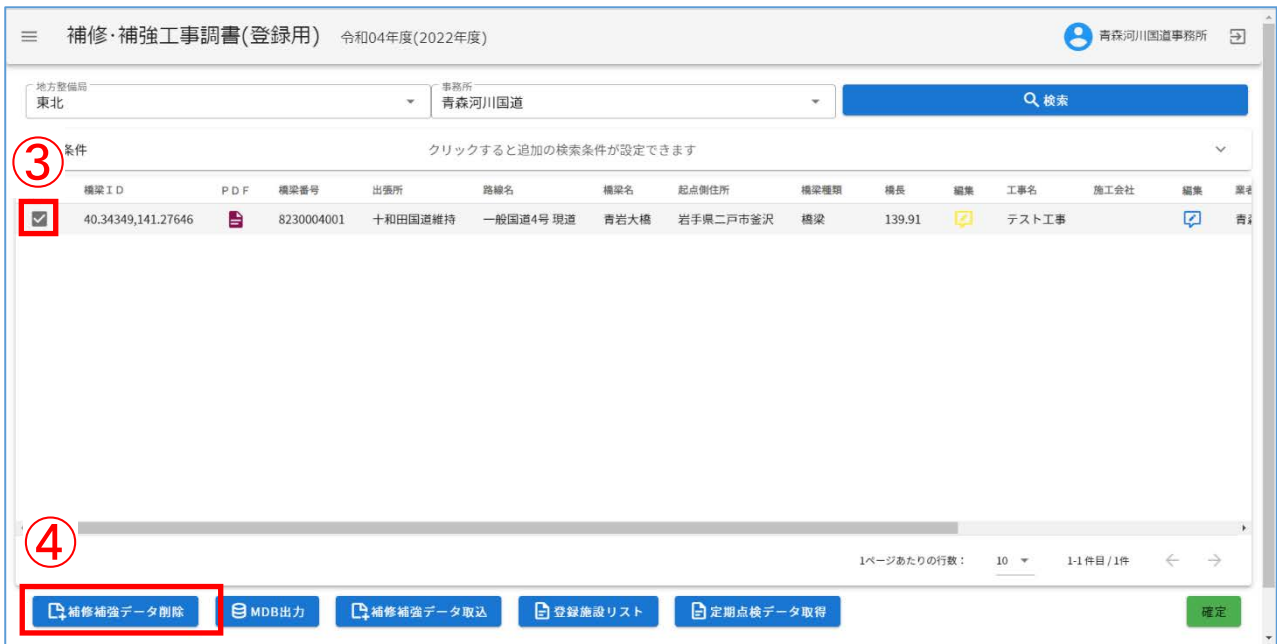 補修・補強工事調書(登録用) 令和04年度(2022年度) 青森河川国道事務所
地方整備局 事務所
東北 青森河川国道 検索
③ 条件 クリックすると追加の検索条件が設定できます
橋梁ID PDF 橋梁番号 出張所 路線名 橋梁名 起点側住所 橋梁種類 橋長 編集 工事名 施工会社 編集 業者
40.34349,141.27646 8230004001 十和田国道維持 一般国道4号 現道 青岩大橋 岩手県二戸市釜沢 橋梁 139.91 テスト工事 青森
④
1ページあたりの行数: 10 1-1 件目 / 1件
補修補強データ削除 MDB出力 補修補強データ取込 登録施設リスト 定期点検データ取得 確定